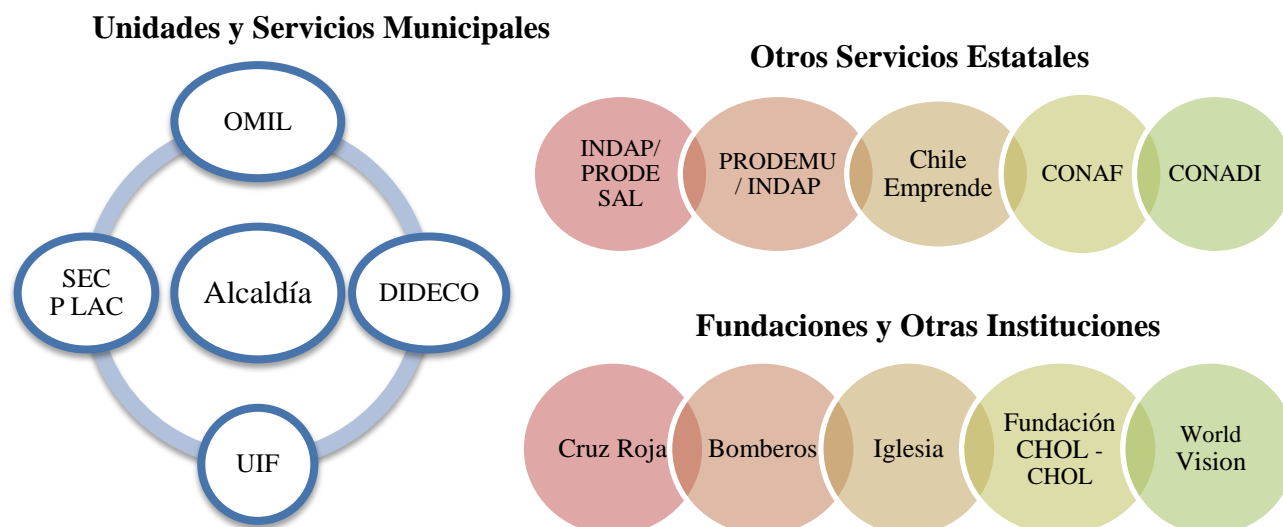 Unidades y Servicios Municipales
OMIL
SEC
P LAC
Alcaldía
DIDECO
UIF
Otros Servicios Estatales
INDAP/
PRODE
SAL
PRODEMU
/ INDAP
Chile
Emprende
CONAF
CONADI
Fundaciones y Otras Instituciones
Cruz Roja
Bomberos
Iglesia
Fundación
CHOL -
CHOL
World
Vision